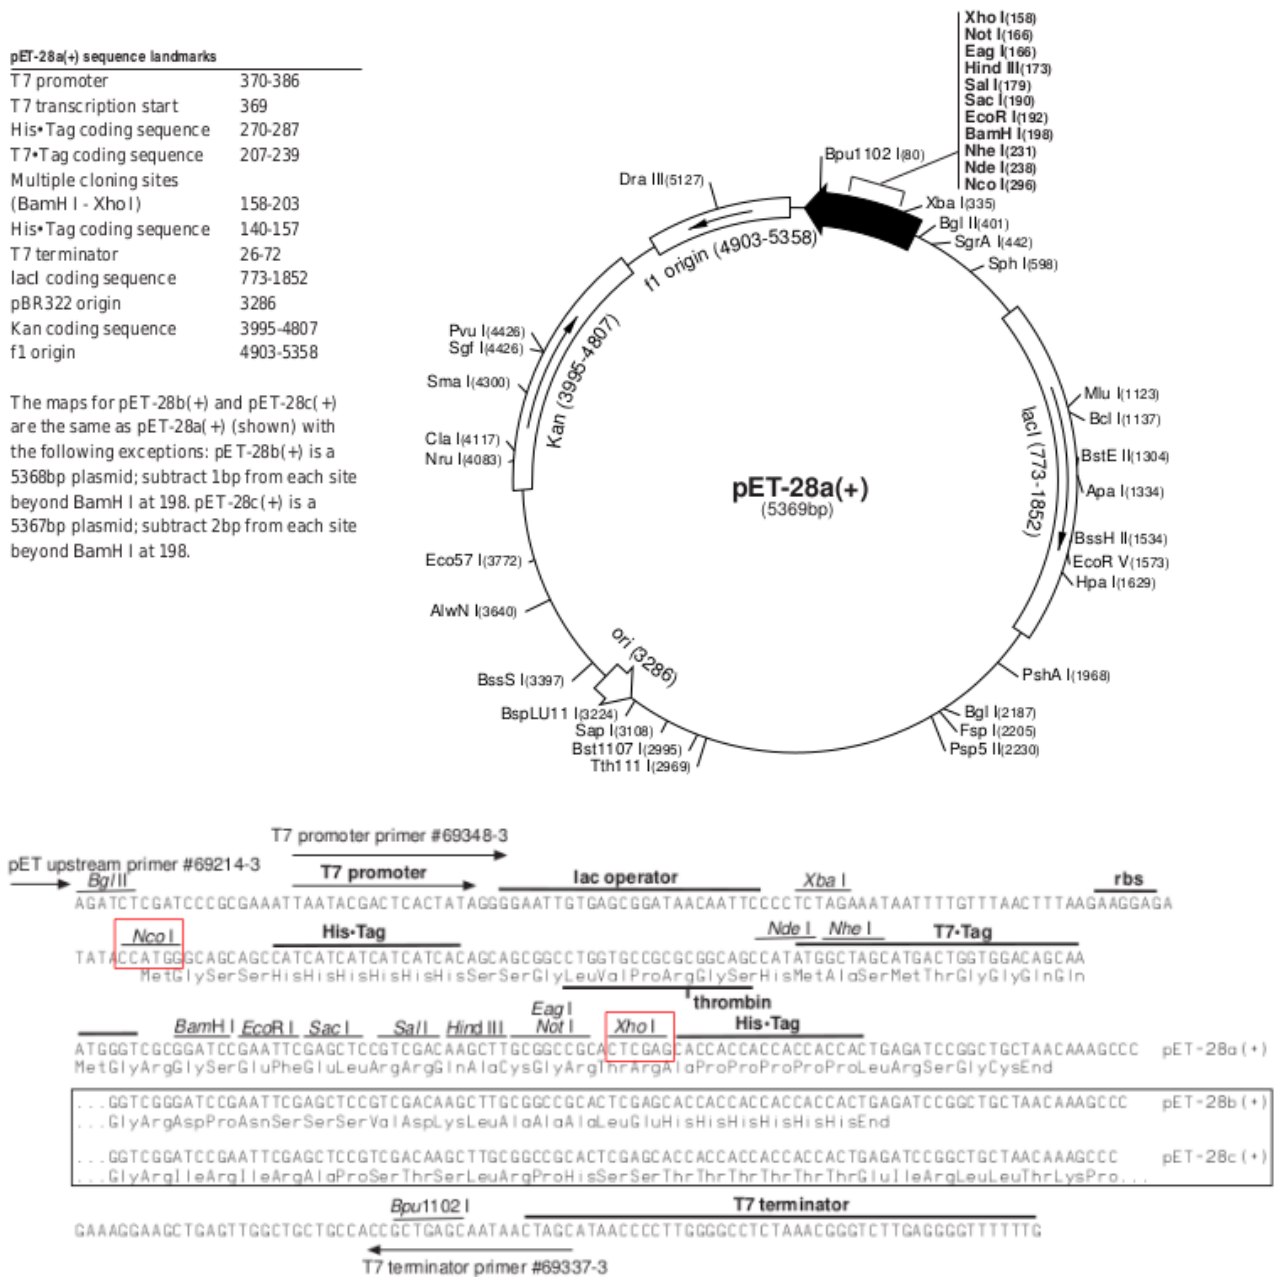 pET-28a(+) sequence landmarks
T7 promoter 370-386
T7 transcription start 369
His•Tag coding sequence 270-287
T7•Tag coding sequence 207-239
Multiple cloning sites
(BamH I - Xho I) 158-203
His•Tag coding sequence 140-157
T7 terminator 26-72
lacI coding sequence 773-1852
pBR322 origin 3286
Kan coding sequence 3995-4807
f1 origin 4903-5358
The maps for pET-28b(+) and pET-28c(+)
are the same as pET-28a(+) (shown) with
the following exceptions: pET-28b(+) is a
5368bp plasmid; subtract 1bp from each site
beyond BamH I at 198. pET-28c(+) is a
5367bp plasmid; subtract 2bp from each site
beyond BamH I at 198.
Xho I(158)
Not I(166)
Eag I(166)
Hind III(173)
Sal I(179)
Sac I(190)
EcoR I(192)
BamH I(198)
Nhe I(231)
Nde I(238)
Nco I(296)
Bpu1102 I(80)
Dra III(5127)
Xba I(335)
Bgl II(401)
SgrA I(442)
Sph I(598)
f1 origin (4903-5358)
Pvu I(4426)
Sgf I(4426)
Sma I(4300)
Cla I(4117)
Nru I(4083)
Kan (3995-4807)
lacI (773-1852)
Mlu I(1123)
Bcl I(1137)
BstE II(1304)
Apa I(1334)
BssH II(1534)
EcoR V(1573)
Hpa I(1629)
pET-28a(+)
(5369bp)
Eco57 I(3772)
AlwN I(3640)
ori (3286)
BssS I(3397)
BspLU11 I(3224)
Sap I(3108)
Bst1107 I(2995)
Tth111 I(2969)
PshA I(1968)
Bgl I(2187)
Fsp I(2205)
Psp5 II(2230)
T7 promoter primer #69348-3
pET upstream primer #69214-3
Bgl II T7 promoter lac operator Xba I rbs
AGATCTCGATCCCGCGAAATTAATACGACTCACTATAGGGGAATTGTGAGCGGATAACAATTCCCCTCTAGAAATAATTTTGTTTAACTTTAAGAAGGAGA
Nco I His•Tag Nde I Nhe I T7•Tag
TATACCATGGGCAGCAGCCATCATCATCATCATCACAGCAGCGGCCTGGTGCCGCGCGGCAGCCATATGGCTAGCATGACTGGTGGACAGCAA
MetGlySerSerHisHisHisHisHisHisSerSerGlyLeuValProArgGlySerHisMetAlaSerMetThrGlyGlyGlnGln
thrombin
BamH I EcoR I Sac I Sal I Hind III Eag I Not I Xho I His•Tag
ATGGGTCGCGGATCCGAATTCGAGCTCCGTCGACAAGCTTGCGGCCGCACTCGAGCACCACCACCACCACCACTGAGATCCGGCTGCTAACAAAGCCC pET-28a(+)
MetGlyArgGlySerGluPheGluLeuArgArgGlnAlaCysGlyArgThrArgAlaProProProProProLeuArgSerGlyCysEnd
...GGTCGGGATCCGAATTCGAGCTCCGTCGACAAGCTTGCGGCCGCACTCGAGCACCACCACCACCACCACTGAGATCCGGCTGCTAACAAAGCCC pET-28b(+)
...GlyArgAspProAsnSerSerSerValAspLysLeuAlaAlaAlaLeuGluHisHisHisHisHisHisEnd
...GGTCGGATCCGAATTCGAGCTCCGTCGACAAGCTTGCGGCCGCACTCGAGCACCACCACCACCACCACTGAGATCCGGCTGCTAACAAAGCCC pET-28c(+)
...GlyArgIleArgIleArgAlaProSerThrSerLeuArgProHisSerSerThrThrThrThrThrThrGluIleArgLeuLeuThrLysPro...
Bpu1102 I T7 terminator
GAAAGGAAGCTGAGTTGGCTGCTGCCACCGCTGAGCAATAACTAGCATAACCCCTTGGGGCCTCTAAACGGGTCTTGAGGGGTTTTTTG
T7 terminator primer #69337-3